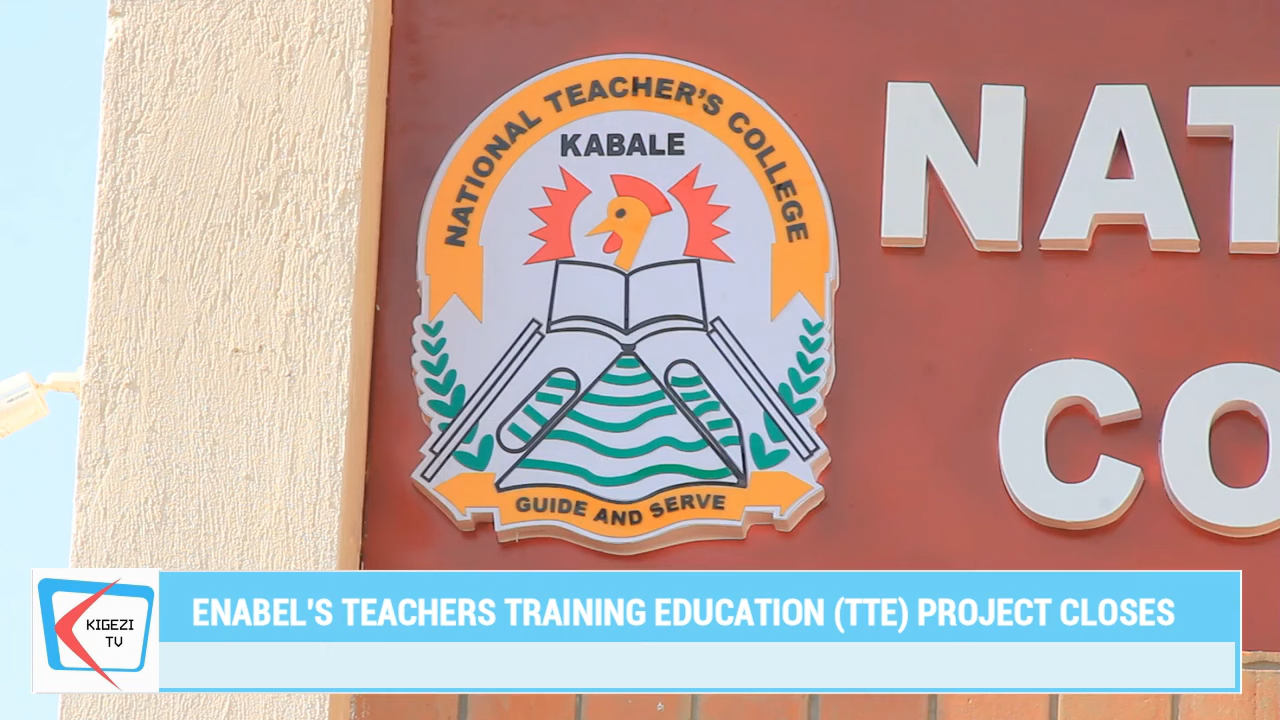 NATIONAL TEACHER'S COLLEGE
KABALE
GUIDE AND SERVE
NAT
CO
ENABEL'S TEACHERS TRAINING EDUCATION (TTE) PROJECT CLOSES
KIGEZI
TV